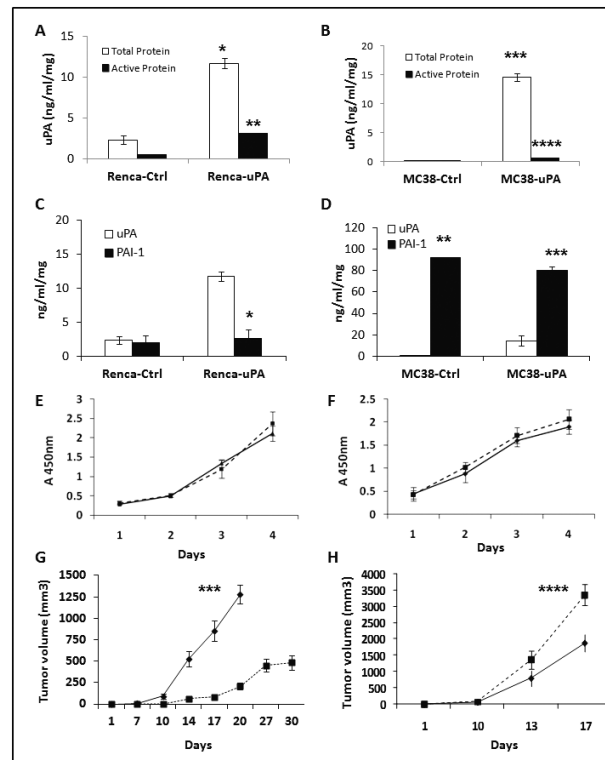 A
uPA (ng/ml/mg)
15
10
5
0
Total Protein
Active Protein
*
**
Renca-Ctrl
Renca-uPA
B
uPA (ng/ml/mg)
20
15
10
5
0
Total Protein
Active Protein
***
****
MC38-Ctrl
MC38-uPA
C
ng/ml/mg
20
15
10
5
0
uPA
PAI-1
*
Renca-Ctrl
Renca-uPA
D
ng/ml/mg
120
100
80
60
40
20
0
uPA
PAI-1
**
***
MC38-Ctrl
MC38-uPA
E
A 450nm
3
2.5
2
1.5
1
0.5
0
1 2 3 4
Days
F
A 450nm
2.5
2
1.5
1
0.5
0
1 2 3 4
Days
G
Tumor volume (mm3)
1500
1250
1000
750
500
250
0
***
1 7 10 14 17 20 27 30
Days
H
Tumor volume (mm3)
4000
3500
3000
2500
2000
1500
1000
500
0
****
1 10 13 17
Days